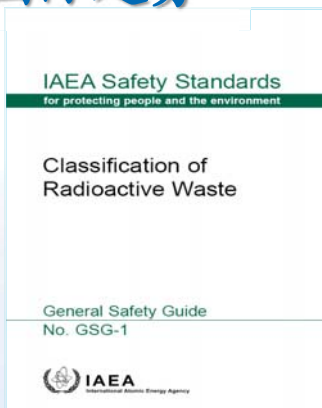 IAEA Safety Standards
for protecting people and the environment
Classification of
Radioactive Waste
General Safety Guide
No. GSG-1
IAEA
International Atomic Energy Agency